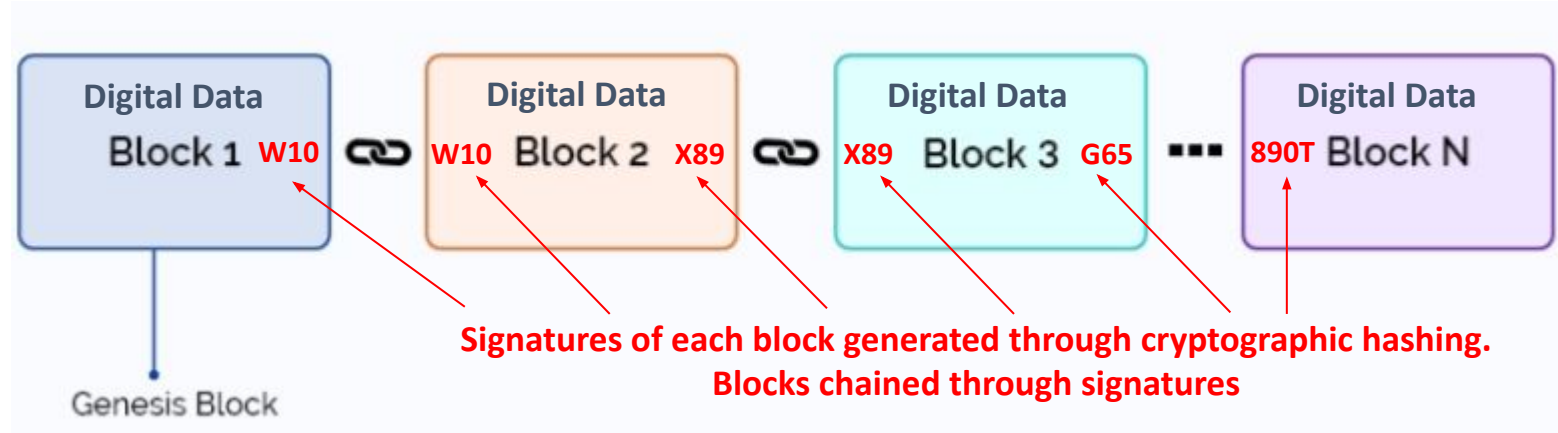 Digital Data
Block 1 W10
W10 Block 2 X89
Digital Data
X89 Block 3 G65
Digital Data
890T Block N
Digital Data
Signatures of each block generated through cryptographic hashing.
Blocks chained through signatures
Genesis Block